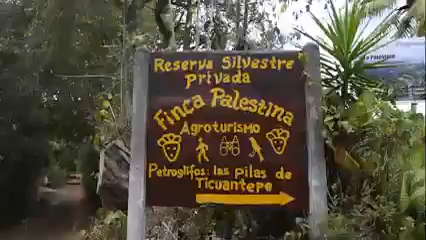 Reserva Silvestre
Privada
Finca Palestina
Agroturismo
Petroglifos: las pilas de
Ticuantepe